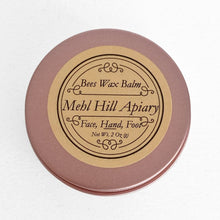 Bees Wax Balm
Mehl Hill Apiary
Face, Hand, Foot
Net Wt. 2 Oz (g)